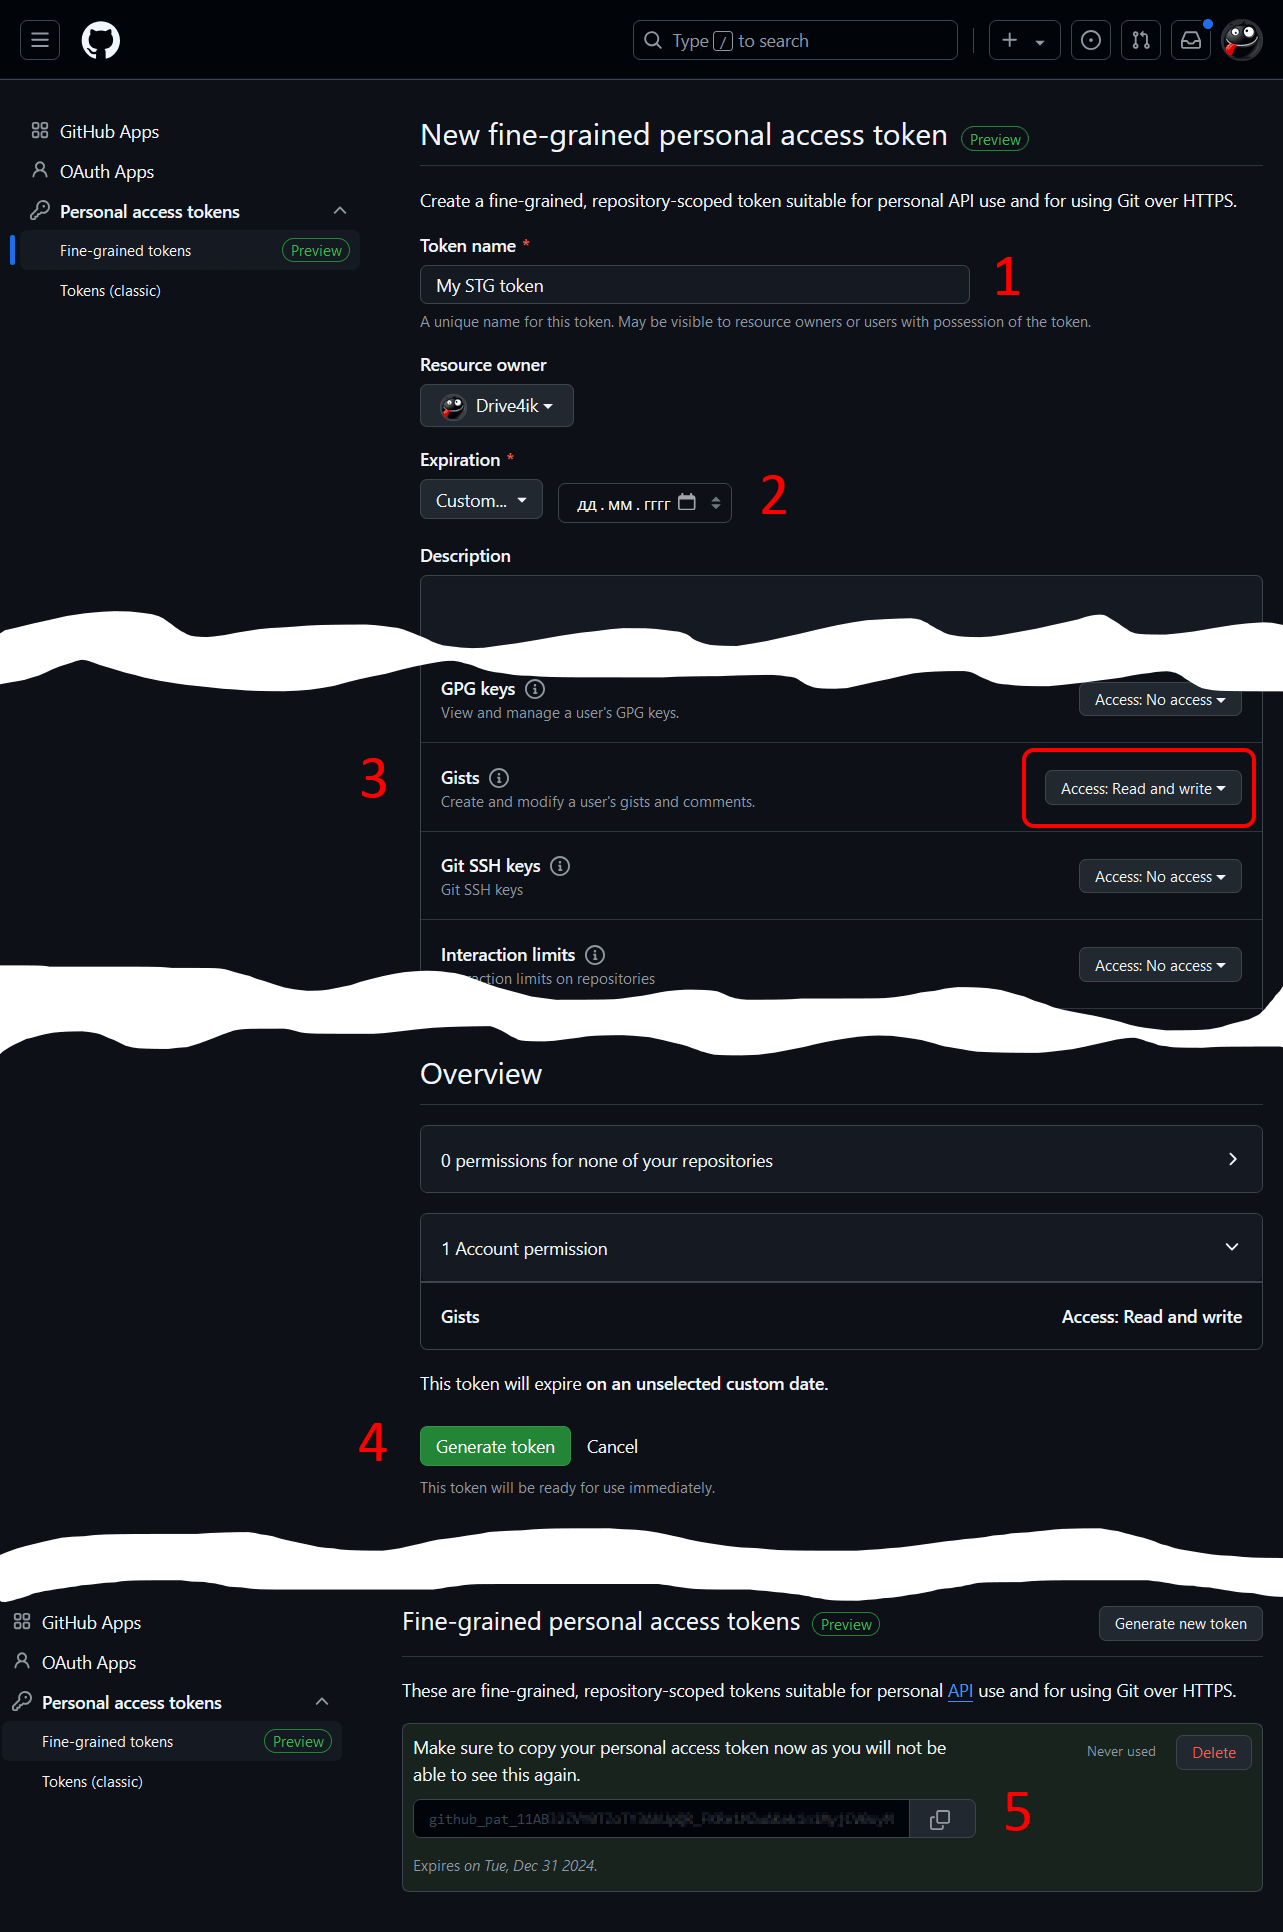 Type / to search
GitHub Apps
OAuth Apps
Personal access tokens
Fine-grained tokens Preview
Tokens (classic)
New fine-grained personal access token Preview
Create a fine-grained, repository-scoped token suitable for personal API use and for using Git over HTTPS.
Token name *
My STG token
1
A unique name for this token. May be visible to resource owners or users with possession of the token.
Resource owner
Drive4ik
Expiration *
Custom... дд . мм . гггг
2
Description
GPG keys
View and manage a user's GPG keys.
Access: No access
3
Gists
Create and modify a user's gists and comments.
Access: Read and write
Git SSH keys
Git SSH keys
Access: No access
Interaction limits
limits on repositories
Access: No access
Overview
0 permissions for none of your repositories
1 Account permission
Gists Access: Read and write
This token will expire on an unselected custom date.
4
Generate token Cancel
This token will be ready for use immediately.
GitHub Apps
OAuth Apps
Personal access tokens
Fine-grained tokens Preview
Tokens (classic)
Fine-grained personal access tokens Preview
Generate new token
These are fine-grained, repository-scoped tokens suitable for personal API use and for using Git over HTTPS.
Make sure to copy your personal access token now as you will not be
able to see this again.
Never used Delete
github_pat_11AB
5
Expires on Tue, Dec 31 2024.